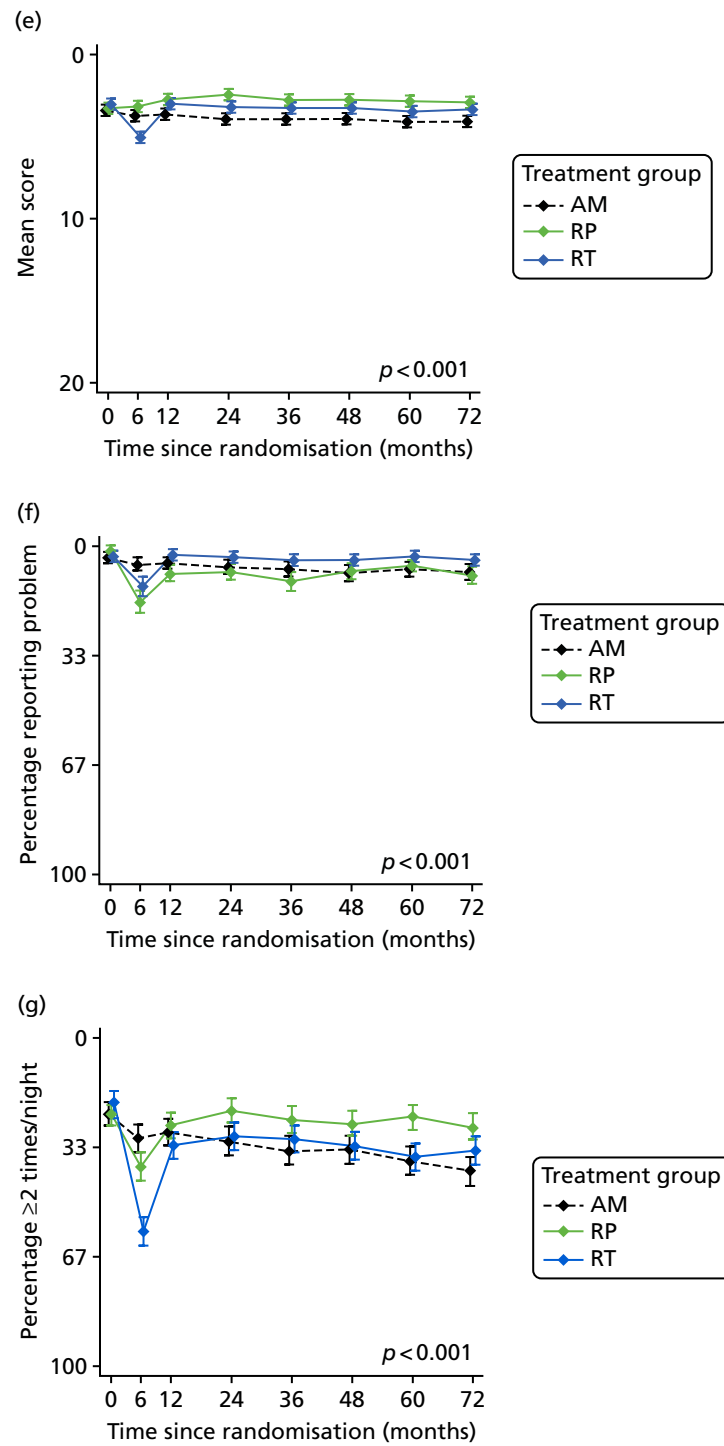 (e)
0
10
20
Mean score
p < 0.001
0 6 12 24 36 48 60 72
Time since randomisation (months)
Treatment group
AM
RP
RT
(f)
0
33
67
100
Percentage reporting problem
p < 0.001
0 6 12 24 36 48 60 72
Time since randomisation (months)
Treatment group
AM
RP
RT
(g)
0
33
67
100
Percentage ≥2 times/night
p < 0.001
0 6 12 24 36 48 60 72
Time since randomisation (months)
Treatment group
AM
RP
RT